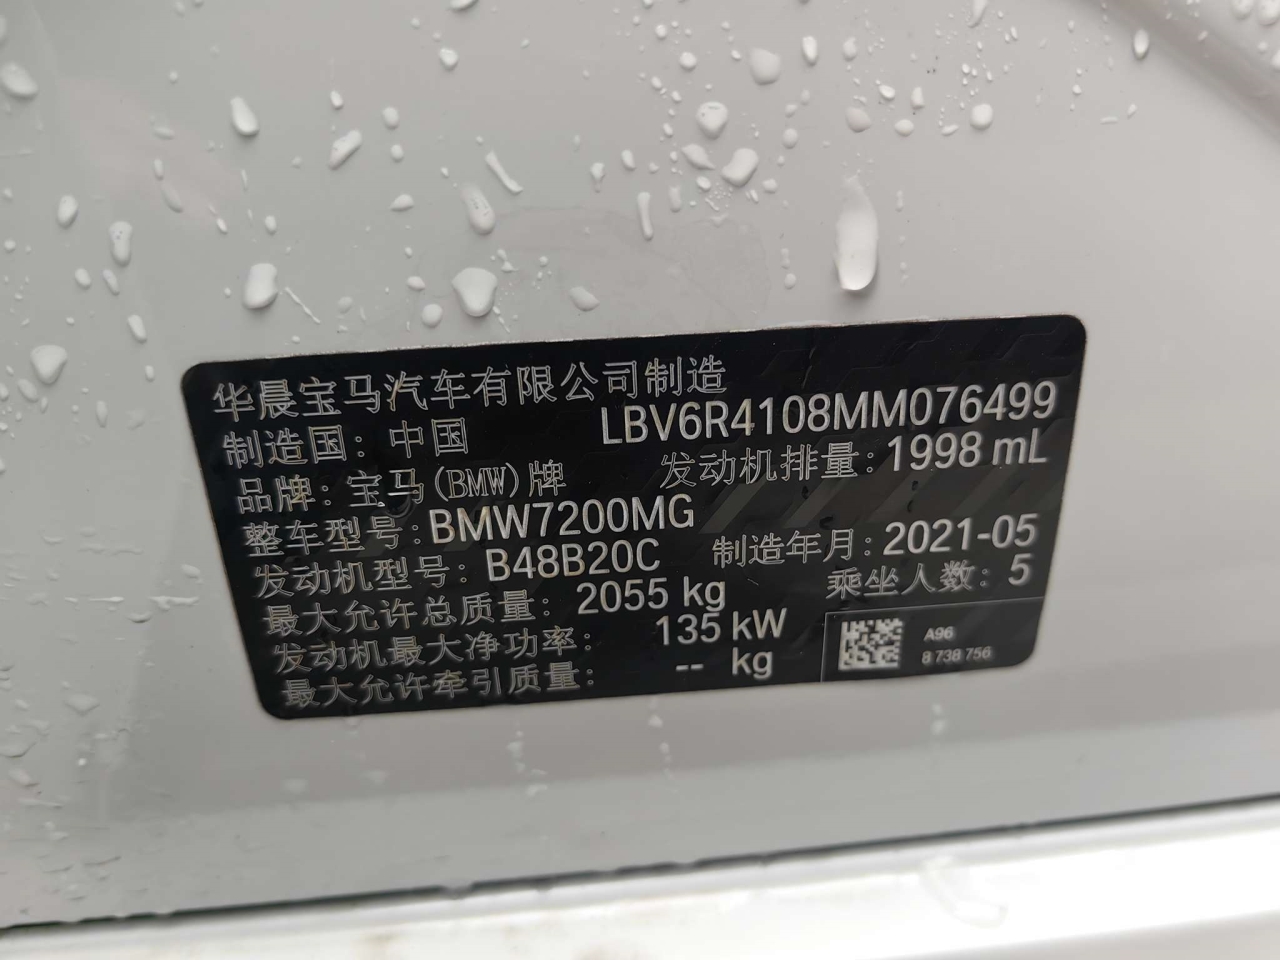 华晨宝马汽车有限公司制造
制造国：中国 LBV6R4108MM076499
品牌：宝马(BMW)牌 发动机排量：1998 mL
整车型号：BMW7200MG
发动机型号：B48B20C 制造年月：2021-05
最大允许总质量：2055 kg 乘坐人数：5
发动机最大净功率：135 kW
最大允许牵引质量：-- kg
A96
8 738 756